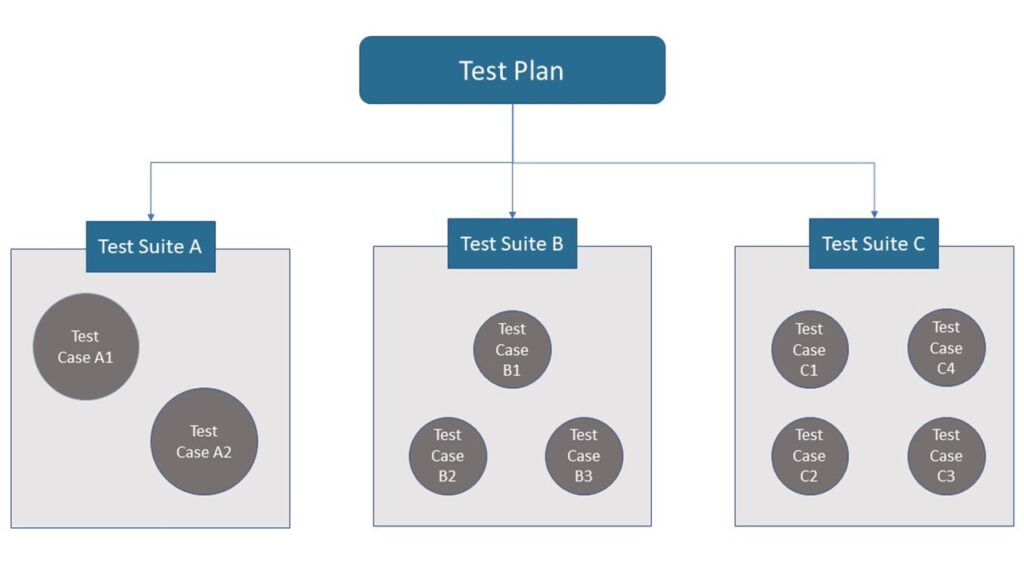 Test Plan
Test Suite A
Test
Case A1
Test
Case A2
Test Suite B
Test
Case
B1
Test
Case
B2
Test
Case
B3
Test Suite C
Test
Case
C1
Test
Case
C4
Test
Case
C2
Test
Case
C3